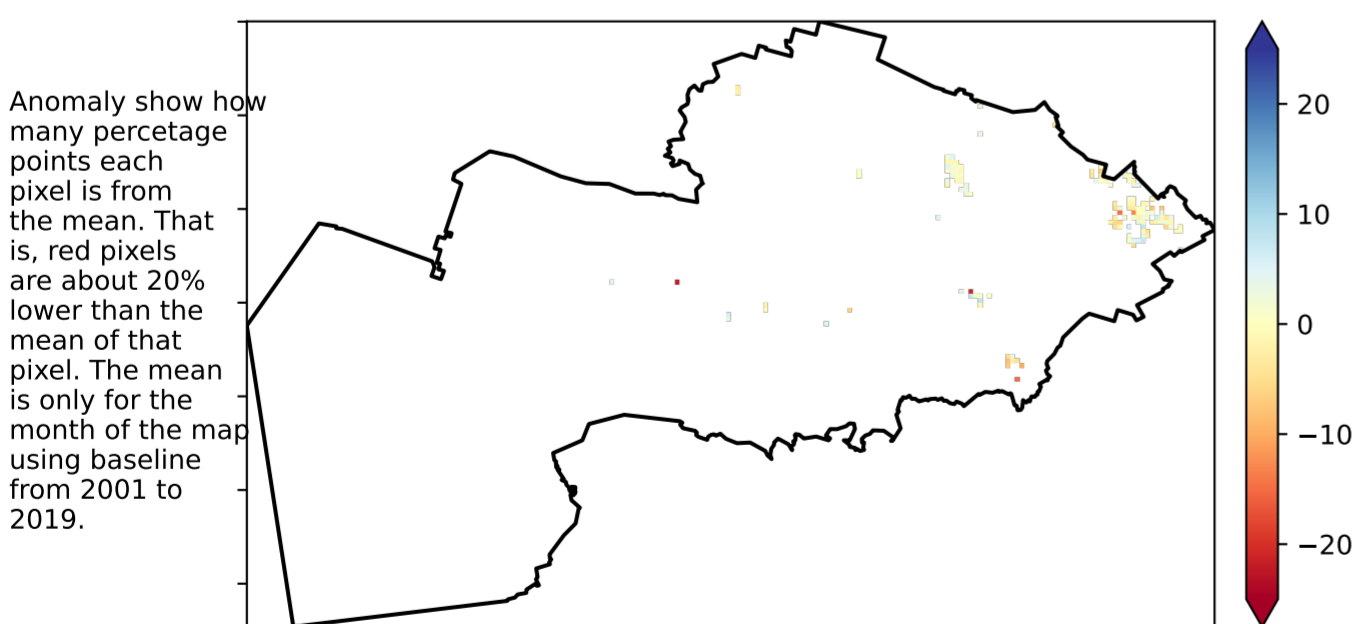 Anomaly show how
many percetage
points each
pixel is from
the mean. That
is, red pixels
are about 20%
lower than the
mean of that
pixel. The mean
is only for the
month of the map
using baseline
from 2001 to
2019.
20
10
0
−10
−20